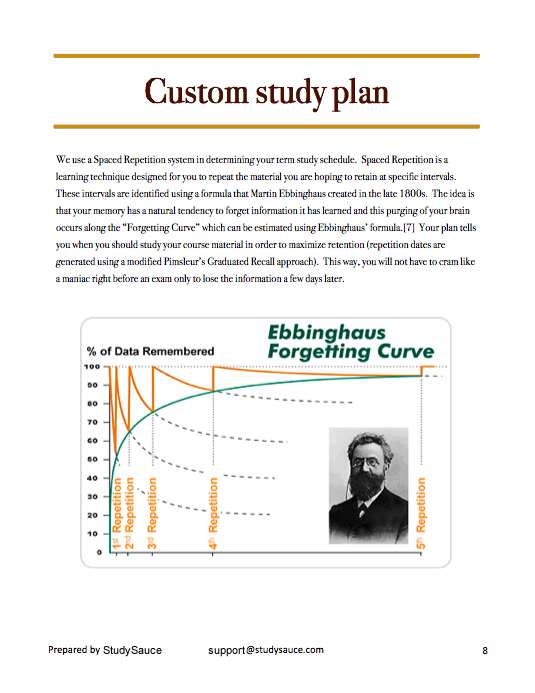 Custom study plan
We use a Spaced Repetition system in determining your term study schedule. Spaced Repetition is a
learning technique designed for you to repeat the material you are hoping to retain at specific intervals.
These intervals are identified using a formula that Martin Ebbinghaus created in the late 1800s. The idea is
that your memory has a natural tendency to forget information it has learned and this purging of your brain
occurs along the “Forgetting Curve” which can be estimated using Ebbinghaus’ formula.[7] Your plan tells
you when you should study your course material in order to maximize retention (repetition dates are
generated using a modified Pimsleur’s Graduated Recall approach). This way, you will not have to cram like
a maniac right before an exam only to lose the information a few days later.
Ebbinghaus
Forgetting Curve
% of Data Remembered
100
90
80
70
60
50
40
30
20
10
0
1st Repetition
2nd Repetition
3rd Repetition
4th Repetition
5th Repetition
Prepared by StudySauce support@studysauce.com 8